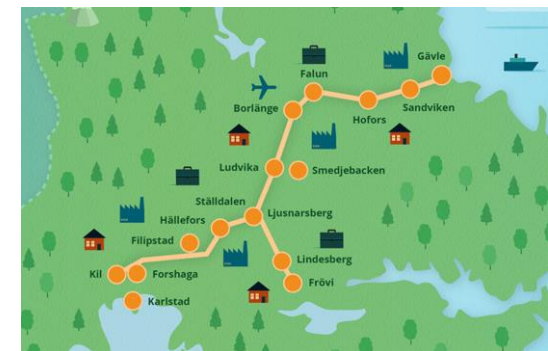 Gävle
Falun
Sandviken
Borlänge
Hofors
Ludvika
Smedjebacken
Ställdalen
Ljusnarsberg
Hällefors
Filipstad
Lindesberg
Kil
Forshaga
Frövi
Karlstad